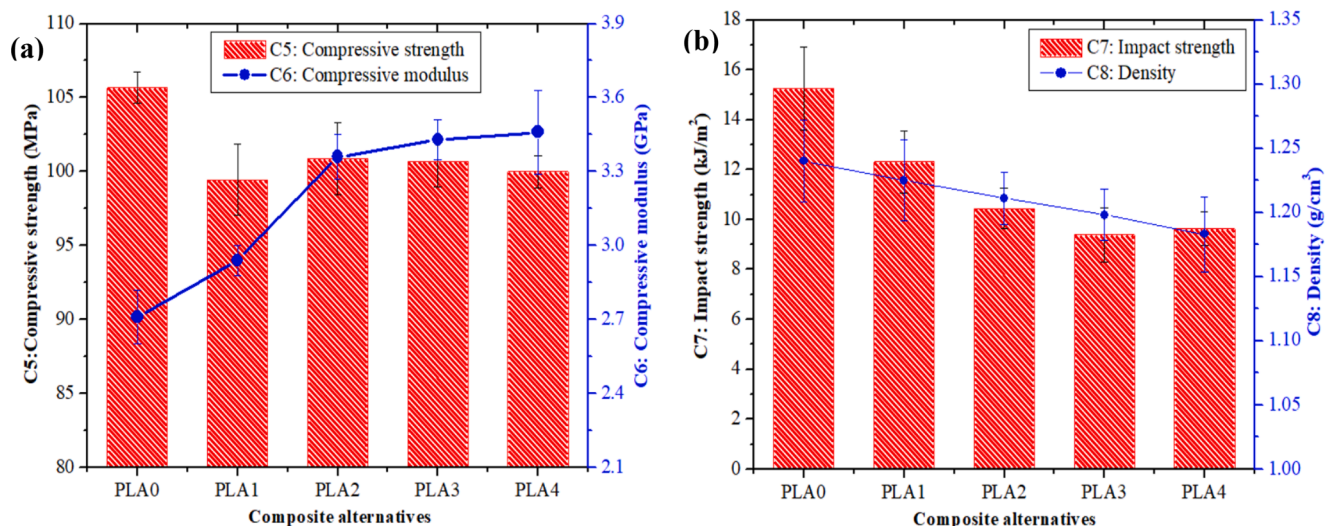 (a)
C5: Compressive strength
C6: Compressive modulus
C5:Compressive strength (MPa)
110
105
100
95
90
85
80
C6: Compressive modulus (GPa)
3.9
3.6
3.3
3.0
2.7
2.4
2.1
PLA0 PLA1 PLA2 PLA3 PLA4
Composite alternatives
(b)
C7: Impact strength
C8: Density
C7: Impact strength (kJ/m²)
18
16
14
12
10
8
6
4
2
0
C8: Density (g/cm³)
1.35
1.30
1.25
1.20
1.15
1.10
1.05
1.00
PLA0 PLA1 PLA2 PLA3 PLA4
Composite alternatives